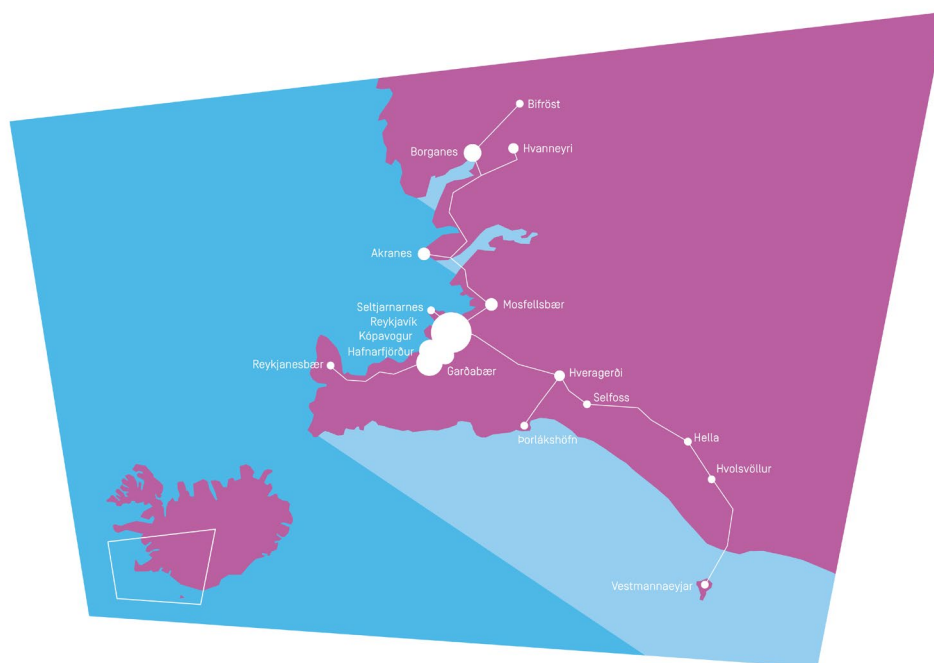 Bifröst
Borganes
Hvanneyri
Akranes
Mosfellsbær
Seltjarnarnes
Reykjavík
Kópavogur
Hafnarfjörður
Reykjanesbær
Garðabær
Hveragerði
Selfoss
Þorlákshöfn
Hella
Hvolsvöllur
Vestmannaeyjar